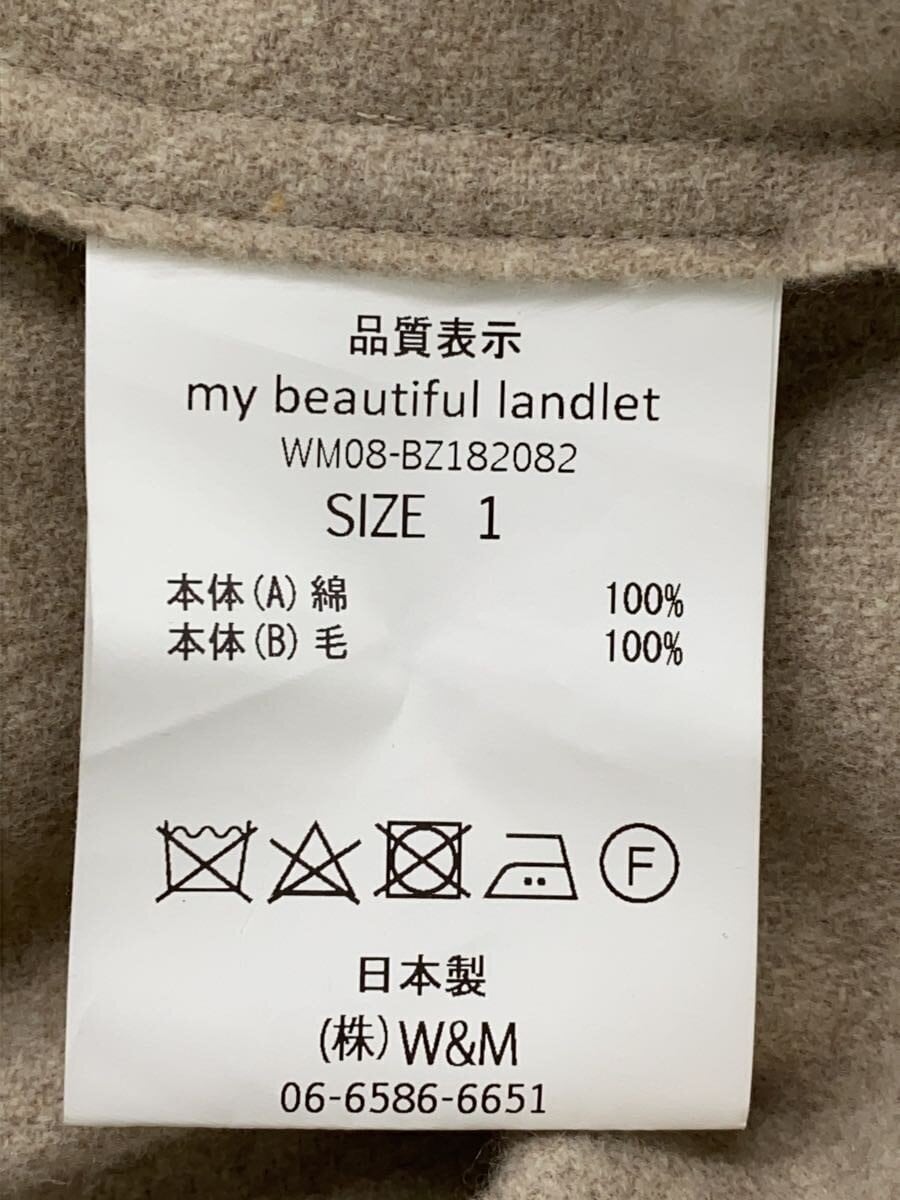 品質表示
my beautiful landlet
WM08-BZ182082
SIZE 1
本体(A) 綿 100%
本体(B) 毛 100%
F
日本製
(株)W&M
06-6586-6651